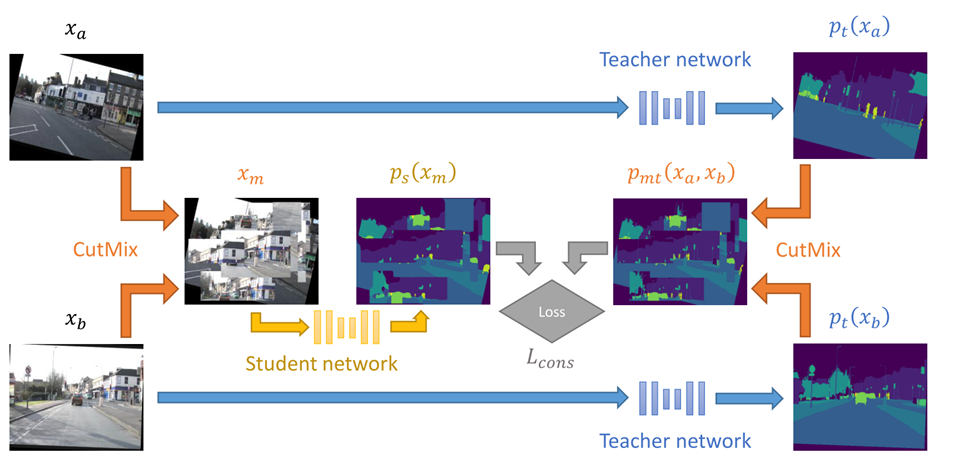 x_a
p_t(x_a)
Teacher network
x_m
p_s(x_m)
p_{mt}(x_a, x_b)
CutMix
CutMix
Loss
x_b
p_t(x_b)
L_{cons}
Student network
Teacher network